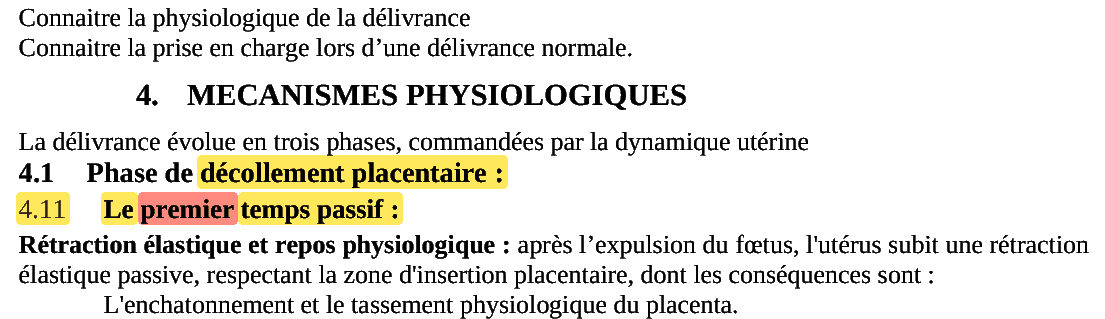 Connaitre la physiologique de la délivrance
Connaitre la prise en charge lors d’une délivrance normale.
4. MECANISMES PHYSIOLOGIQUES
La délivrance évolue en trois phases, commandées par la dynamique utérine
4.1 Phase de décollement placentaire :
4.11 Le premier temps passif :
Rétraction élastique et repos physiologique : après l’expulsion du fœtus, l'utérus subit une rétraction
élastique passive, respectant la zone d'insertion placentaire, dont les conséquences sont :
L'enchatonnement et le tassement physiologique du placenta.